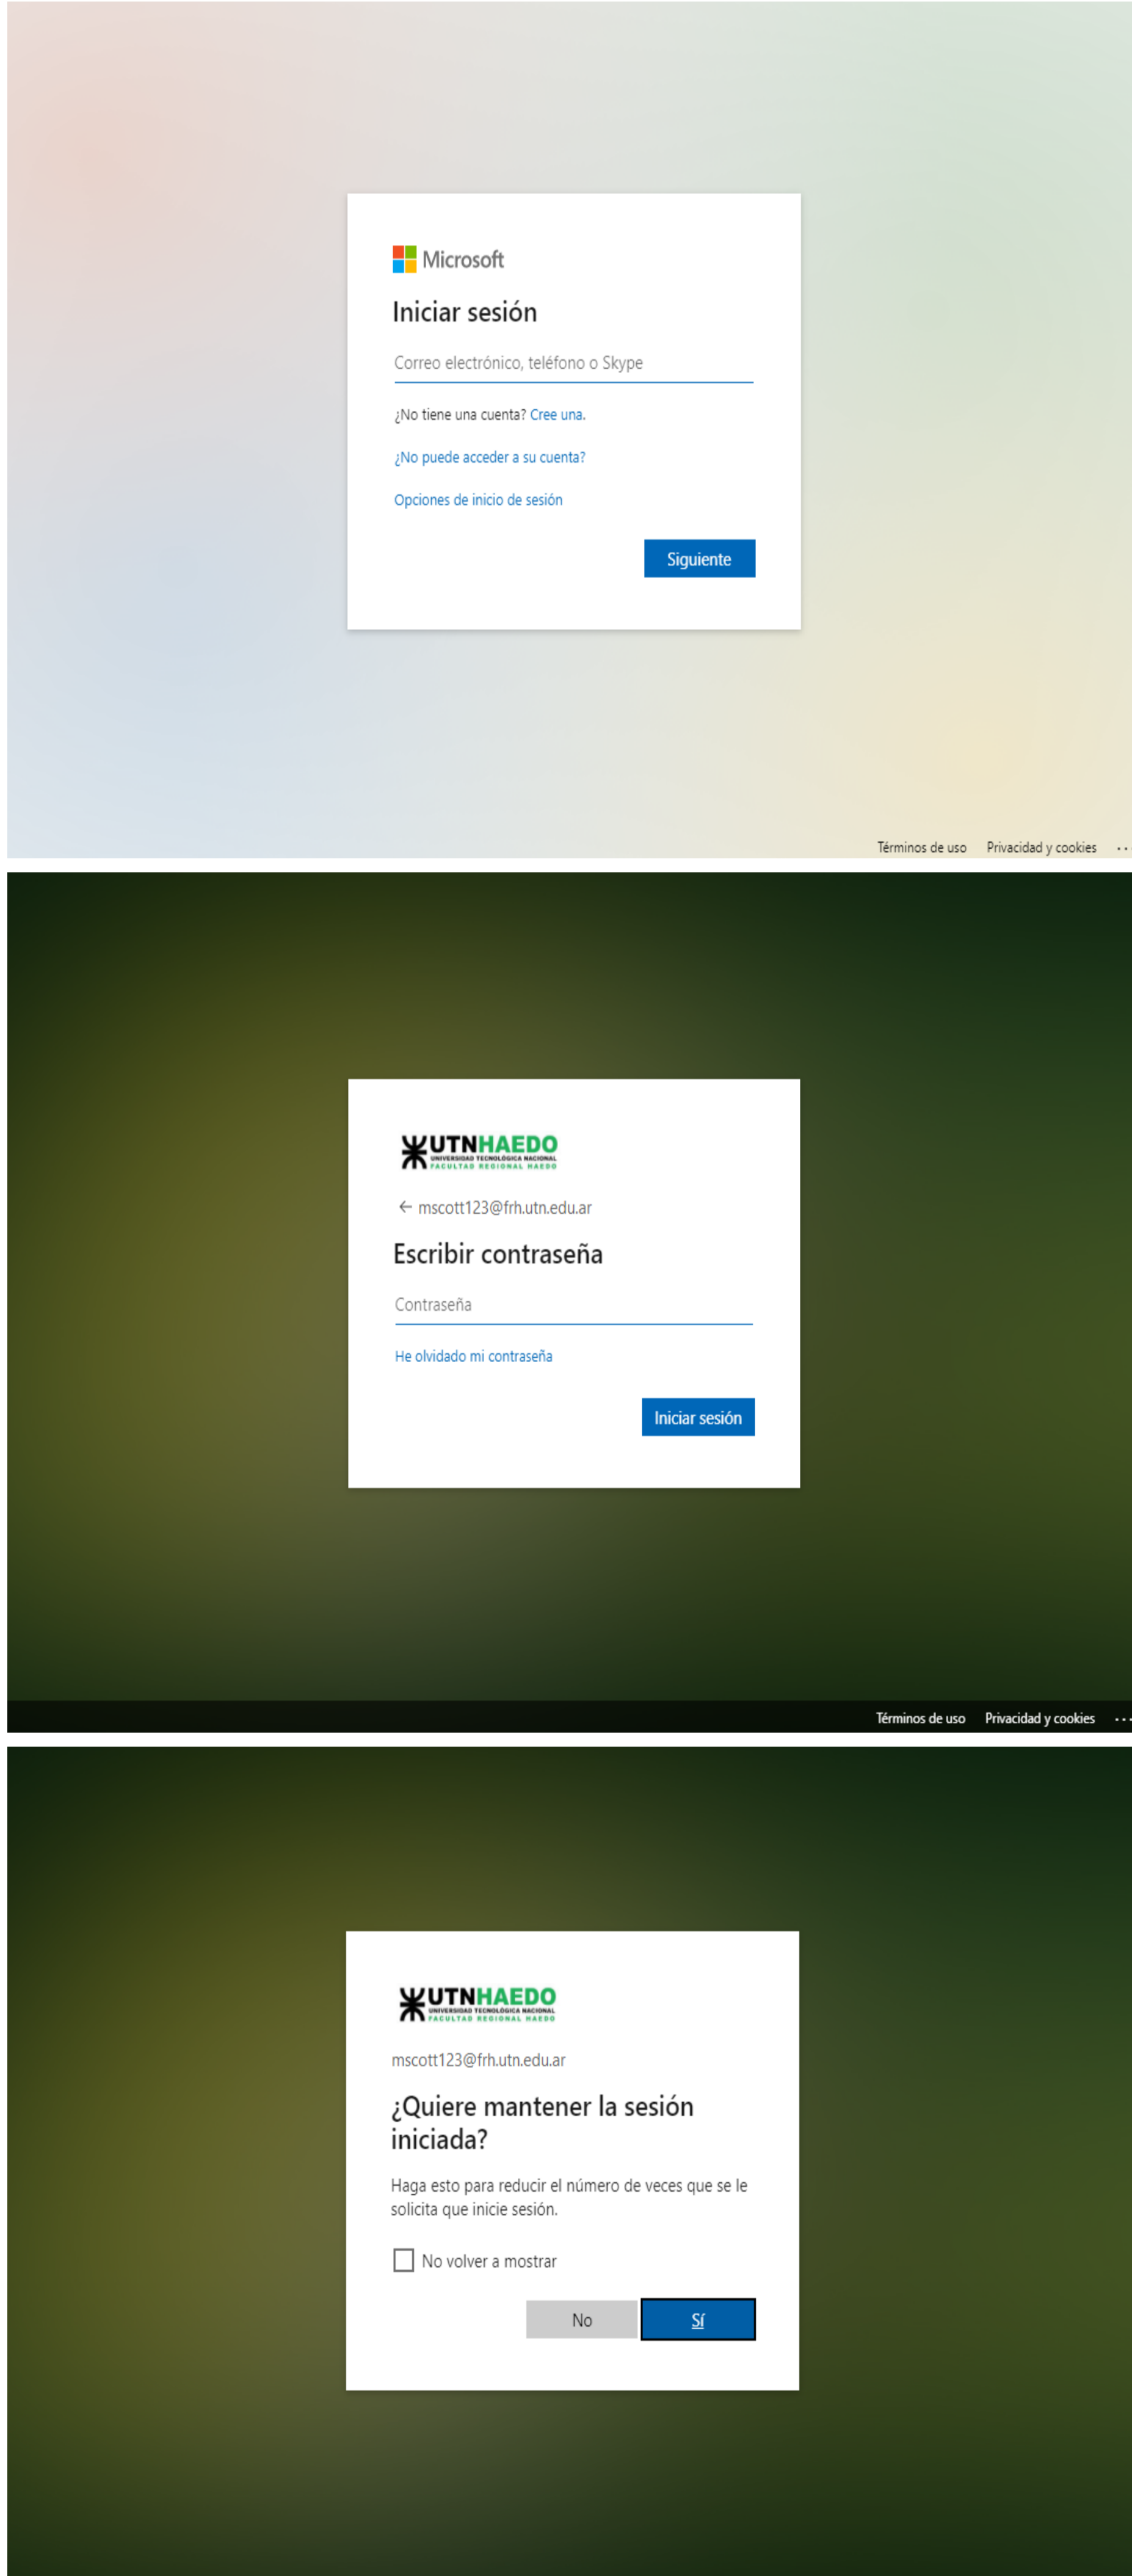 Microsoft
Iniciar sesión
Correo electrónico, teléfono o Skype
¿No tiene una cuenta? Cree una.
¿No puede acceder a su cuenta?
Opciones de inicio de sesión
Siguiente
Términos de uso Privacidad y cookies ...
UTNHAEDO
UNIVERSIDAD TECNOLÓGICA NACIONAL
FACULTAD REGIONAL HAEDO
← mscott123@frh.utn.edu.ar
Escribir contraseña
Contraseña
He olvidado mi contraseña
Iniciar sesión
Términos de uso Privacidad y cookies ...
UTNHAEDO
UNIVERSIDAD TECNOLÓGICA NACIONAL
FACULTAD REGIONAL HAEDO
mscott123@frh.utn.edu.ar
¿Quiere mantener la sesión
iniciada?
Haga esto para reducir el número de veces que se le
solicita que inicie sesión.
No volver a mostrar
No Sí